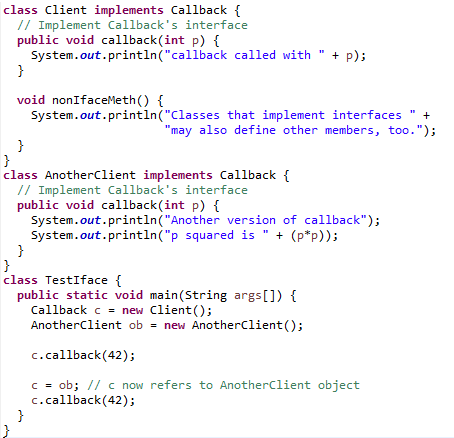 class Client implements Callback {
  // Implement Callback's interface
  public void callback(int p) {
    System.out.println("callback called with " + p);
  }

  void nonIfaceMeth() {
    System.out.println("Classes that implement interfaces " +
                       "may also define other members, too.");
  }
}
class AnotherClient implements Callback {
  // Implement Callback's interface
  public void callback(int p) {
    System.out.println("Another version of callback");
    System.out.println("p squared is " + (p*p));
  }
}
class TestIface {
  public static void main(String args[]) {
    Callback c = new Client();
    AnotherClient ob = new AnotherClient();

    c.callback(42);

    c = ob; // c now refers to AnotherClient object
    c.callback(42);
  }
}